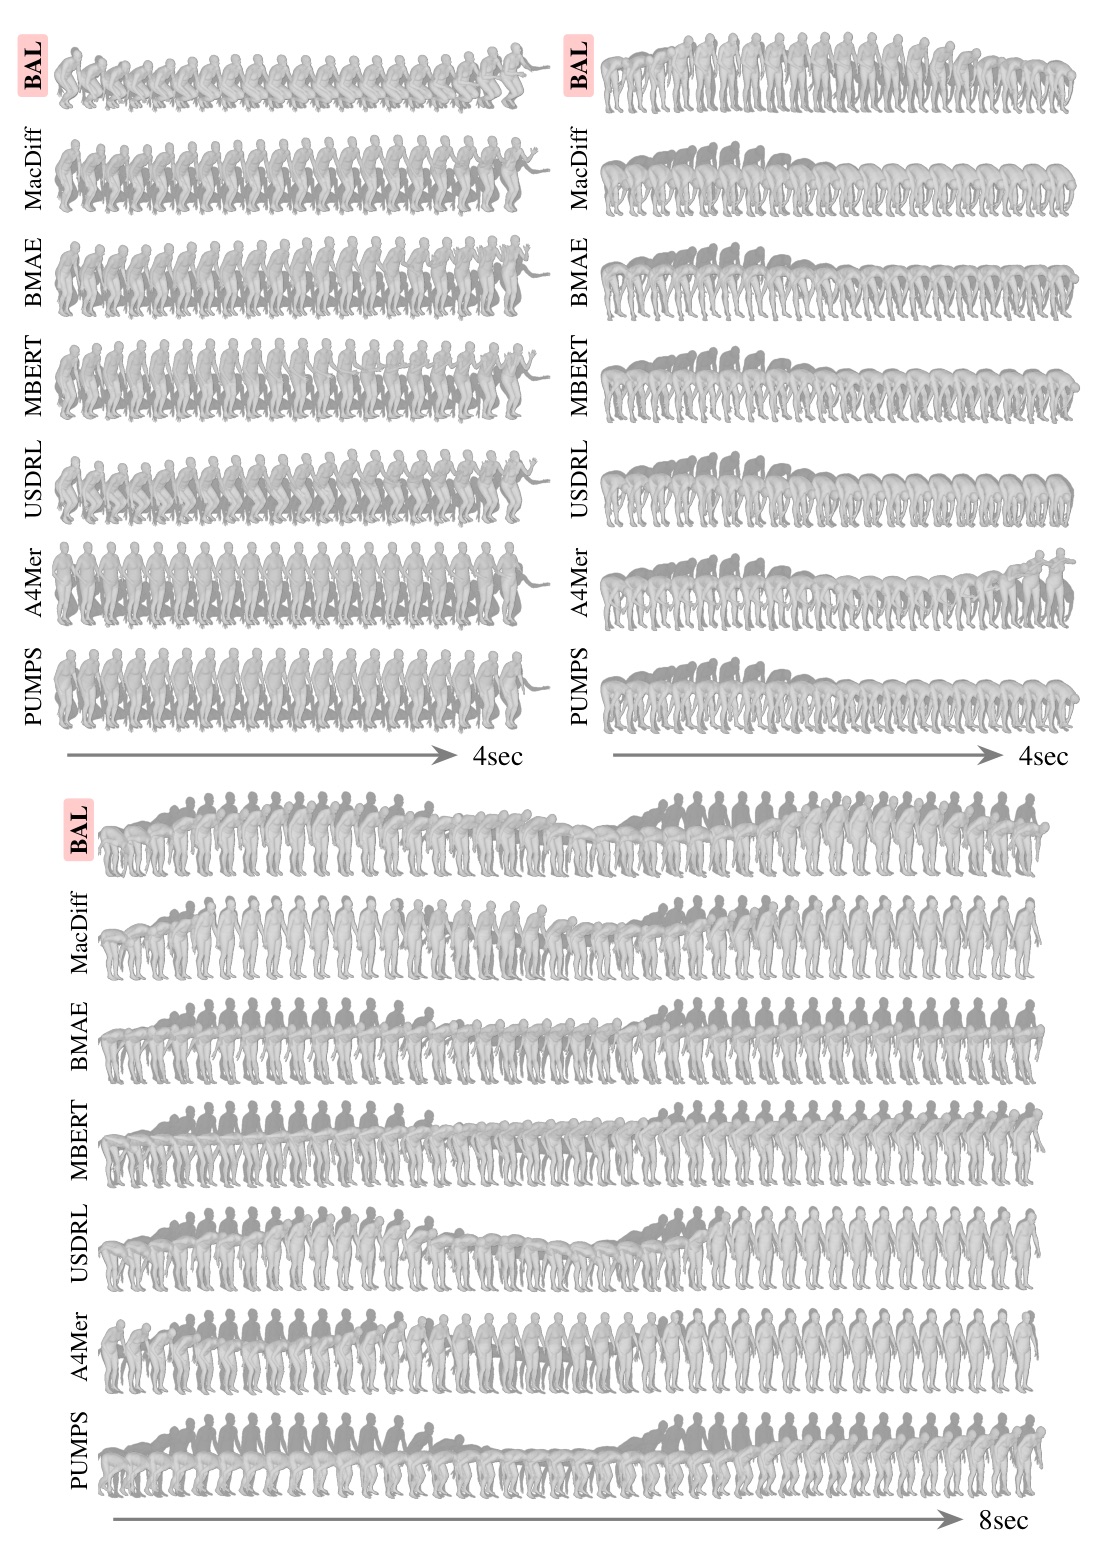 BAL
MacDiff
BMAE
MBERT
USDRL
A4Mer
PUMPS
4sec
BAL
MacDiff
BMAE
MBERT
USDRL
A4Mer
PUMPS
4sec
BAL
MacDiff
BMAE
MBERT
USDRL
A4Mer
PUMPS
8sec